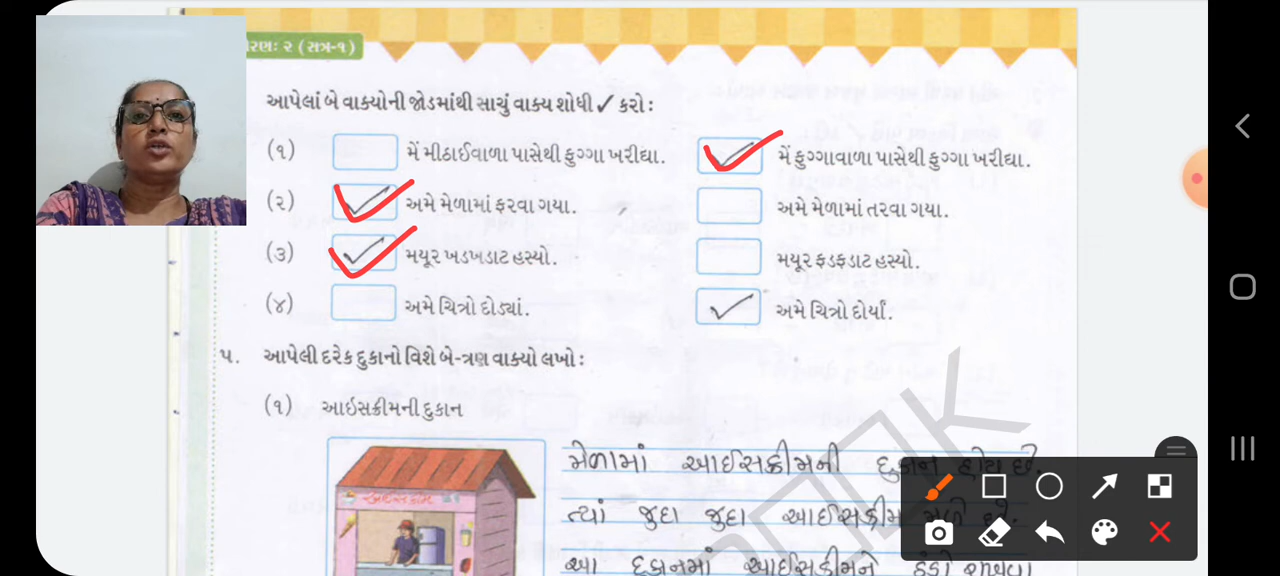 રણઃ ૨ (સત્ર-૧)
આપેલાં બે વાક્યોની જોડમાંથી સાચું વાક્ય શોધી ✓ કરો :
(૧) મેં મીઠાઈવાળા પાસેથી ફુગ્ગા ખરીદ્યા. મેં ફુગ્ગાવાળા પાસેથી ફુગ્ગા ખરીદ્યા.
(૨) અમે મેળામાં ફરવા ગયા. અમે મેળામાં તરવા ગયા.
(૩) મયૂર ખડખડાટ હસ્યો. મયૂર ફડફડાટ હસ્યો.
(૪) અમે ચિત્રો દોડ્યાં. અમે ચિત્રો દોર્યાં.
૫. આપેલી દરેક દુકાનો વિશે બે-ત્રણ વાક્યો લખો :
(૧) આઇસક્રીમની દુકાન
આઇસક્રીમ
મેળામાં આઈસક્રીમની દુકાન હોય છે.
ત્યાં જુદા જુદા આઈસક્રીમ મળે છે.
આ દુકાનમાં આઈસક્રીમને ઠંડો રાખવા